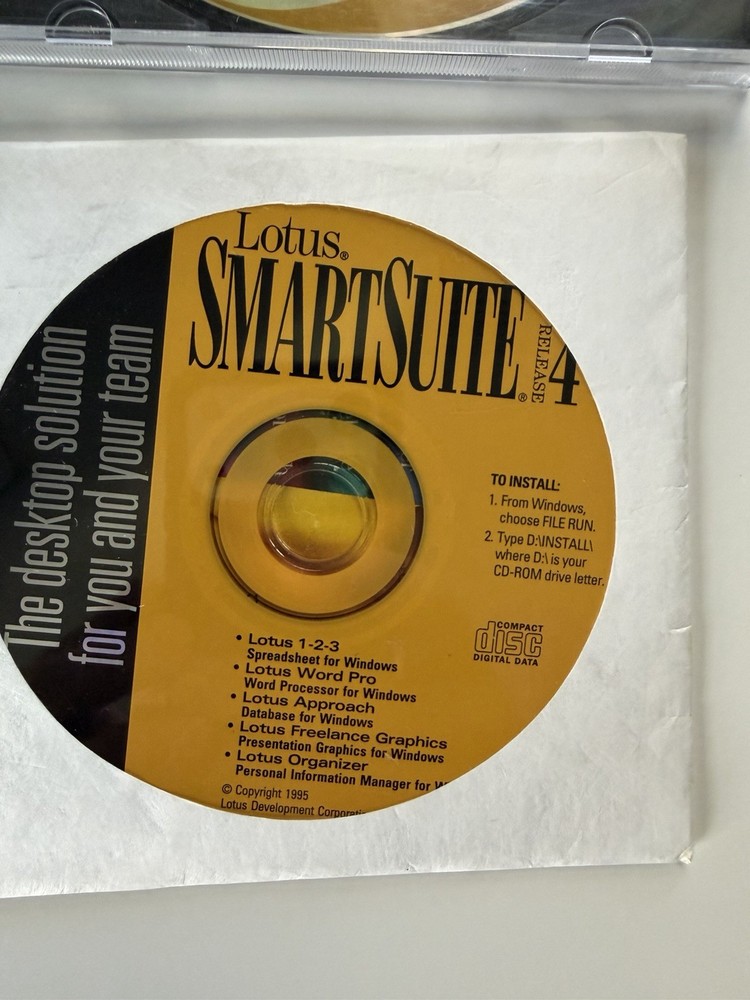 Lotus®
SMARTSUITE®
RELEASE 4
The desktop solution
for you and your team
TO INSTALL:
1. From Windows,
choose FILE RUN.
2. Type D:\INSTALL\
where D:\ is your
CD-ROM drive letter.
COMPACT
disc
DIGITAL DATA
• Lotus 1-2-3
Spreadsheet for Windows
• Lotus Word Pro
Word Processor for Windows
• Lotus Approach
Database for Windows
• Lotus Freelance Graphics
Presentation Graphics for Windows
• Lotus Organizer
Personal Information Manager for
© Copyright 1995
Lotus Development